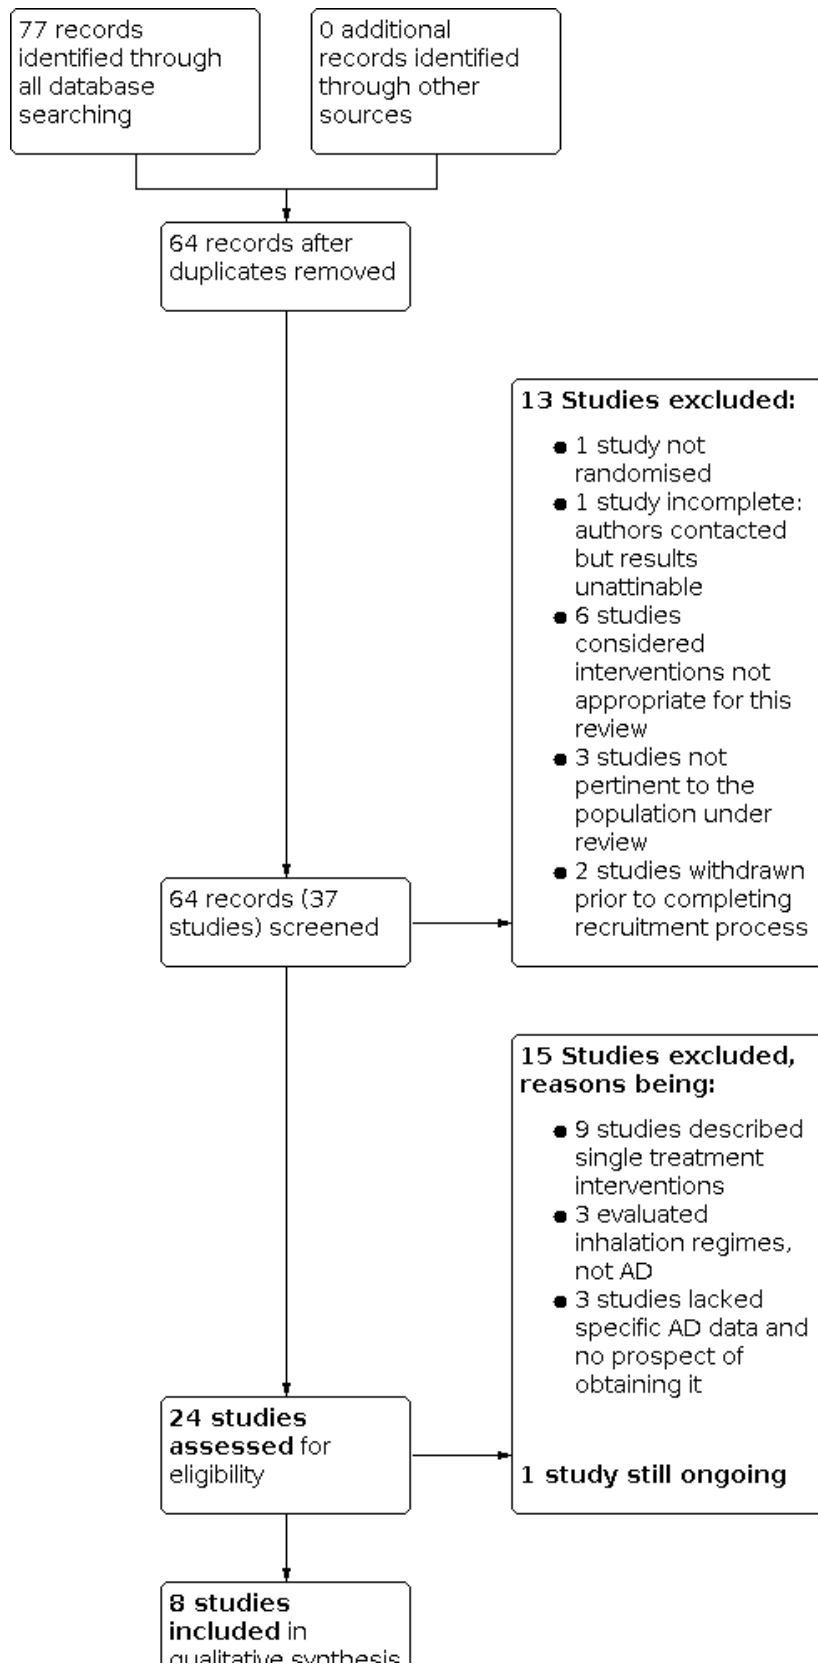 77 records
identified through
all database
searching
0 additional
records identified
through other
sources
64 records after
duplicates removed
13 Studies excluded:
● 1 study not
randomised
● 1 study incomplete:
authors contacted
but results
unattinable
● 6 studies
considered
interventions not
appropriate for this
review
● 3 studies not
pertinent to the
population under
review
● 2 studies withdrawn
prior to completing
recruitment process
64 records (37
studies) screened
15 Studies excluded,
reasons being:
● 9 studies described
single treatment
interventions
● 3 evaluated
inhalation regimes,
not AD
● 3 studies lacked
specific AD data and
no prospect of
obtaining it
1 study still ongoing
24 studies
assessed for
eligibility
8 studies
included in
qualitative synthesis